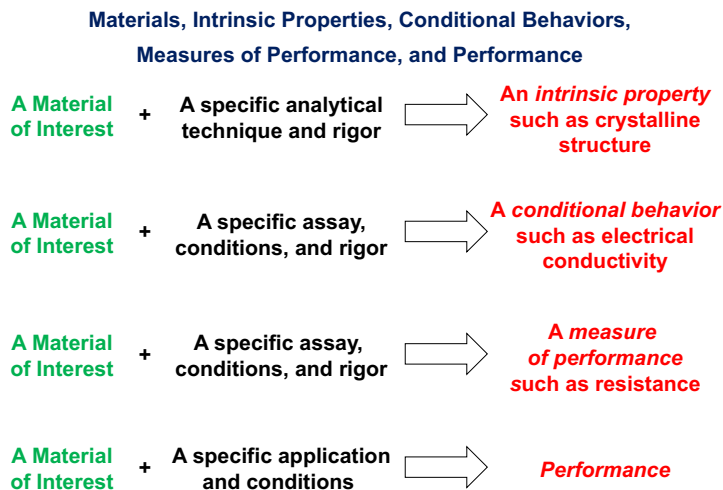 Materials, Intrinsic Properties, Conditional Behaviors,
Measures of Performance, and Performance
A Material
of Interest
+
A specific analytical
technique and rigor
An intrinsic property
such as crystalline
structure
A Material
of Interest
+
A specific assay,
conditions, and rigor
A conditional behavior
such as electrical
conductivity
A Material
of Interest
+
A specific assay,
conditions, and rigor
A measure
of performance
such as resistance
A Material
of Interest
+
A specific application
and conditions
Performance